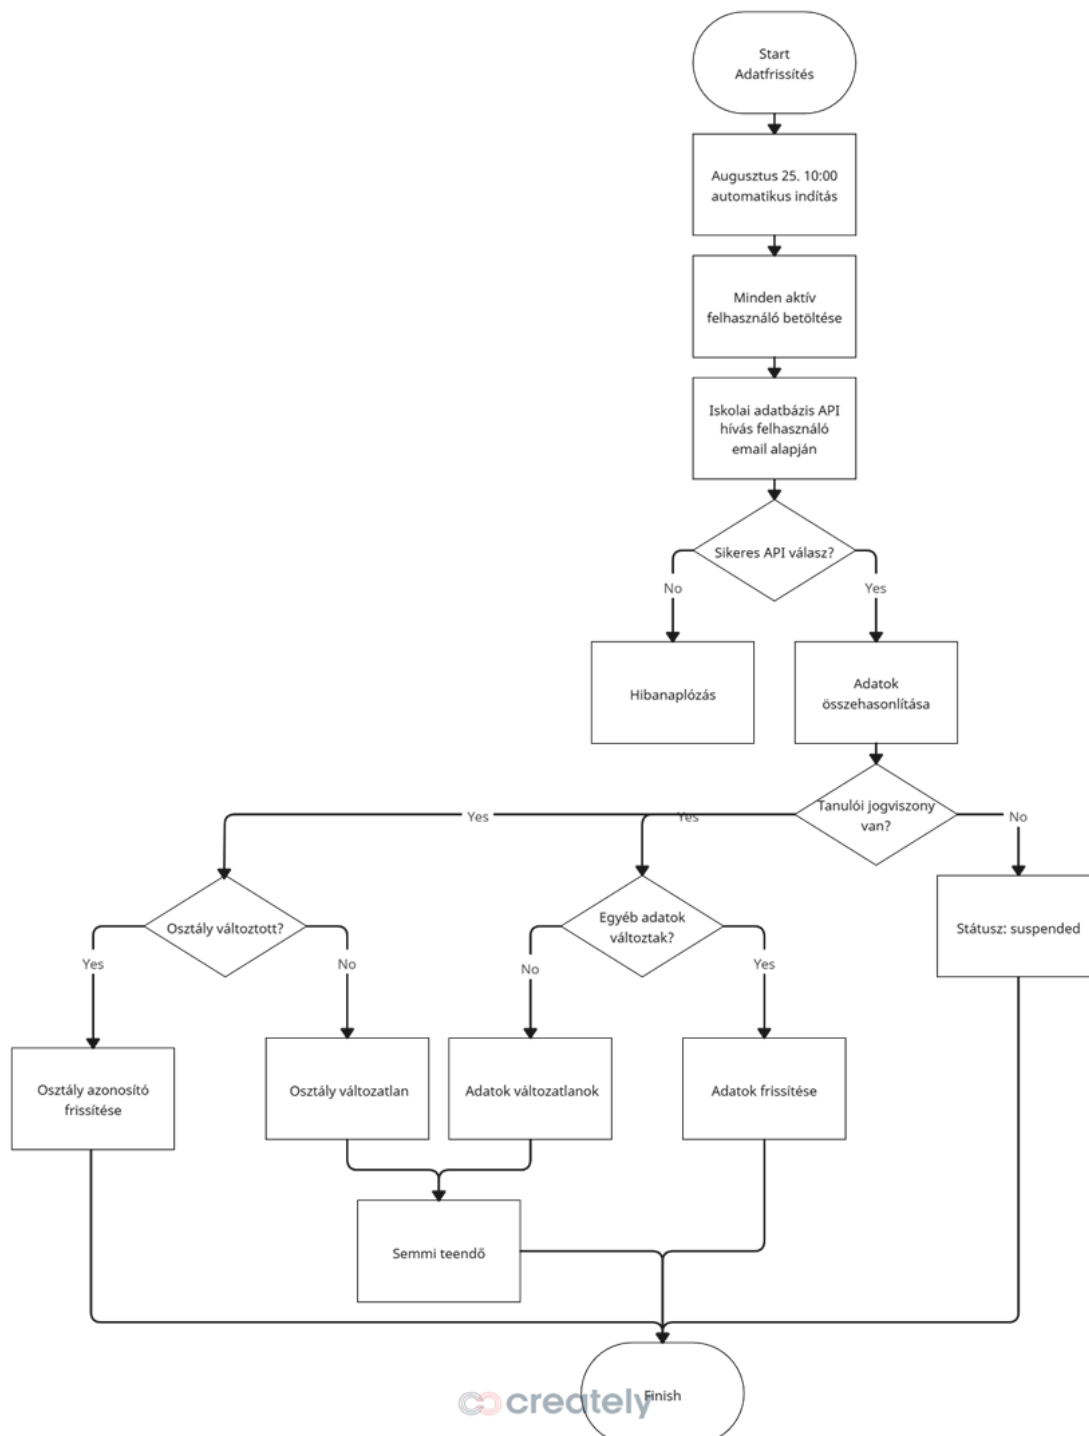 Start
Adatfrissítés
Augusztus 25. 10:00
automatikus indítás
Minden aktív
felhasználó betöltése
Iskolai adatbázis API
hívás felhasználó
email alapján
Sikeres API válasz?
No
Yes
Hibanaplózás
Adatok
összehasonlítása
Tanulói jogviszony
van?
Yes
Yes
No
Osztály változott?
Egyéb adatok
változtak?
Státusz: suspended
Yes
No
No
Yes
Osztály azonosító
frissítése
Osztály változatlan
Adatok változatlanok
Adatok frissítése
Semmi teendő
Finish
creately